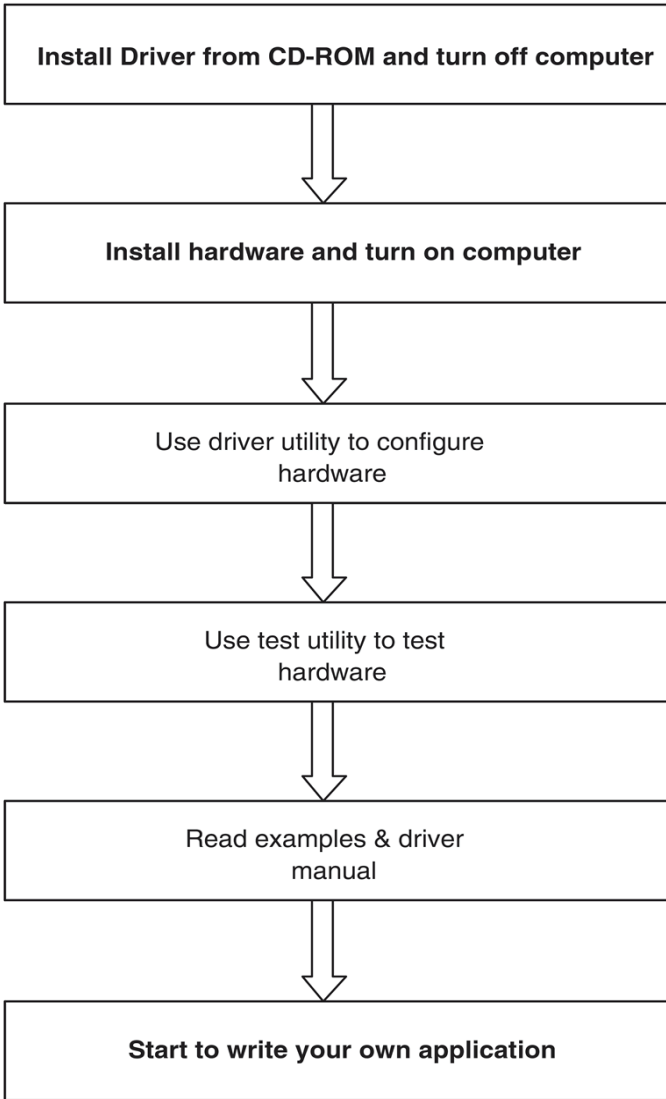 Install Driver from CD-ROM and turn off computer
Install hardware and turn on computer
Use driver utility to configure
hardware
Use test utility to test
hardware
Read examples & driver
manual
Start to write your own application